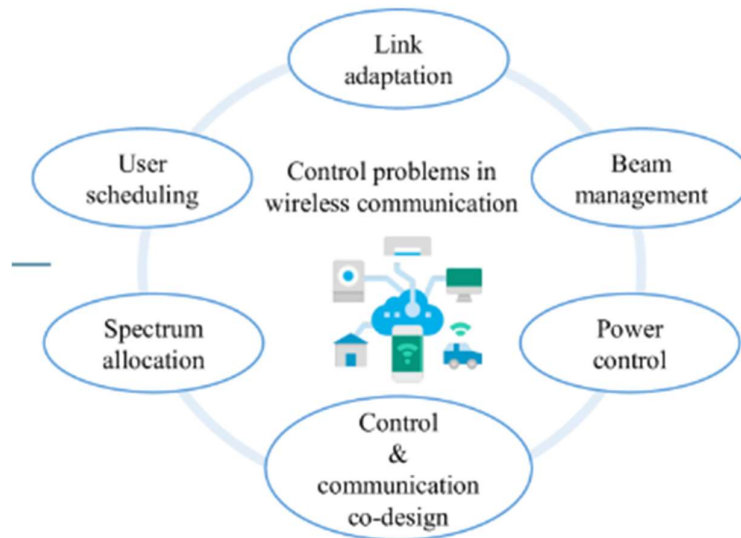 Link
adaptation
User
scheduling
Control problems in
wireless communication
Beam
management
Spectrum
allocation
Power
control
Control
&
communication
co-design